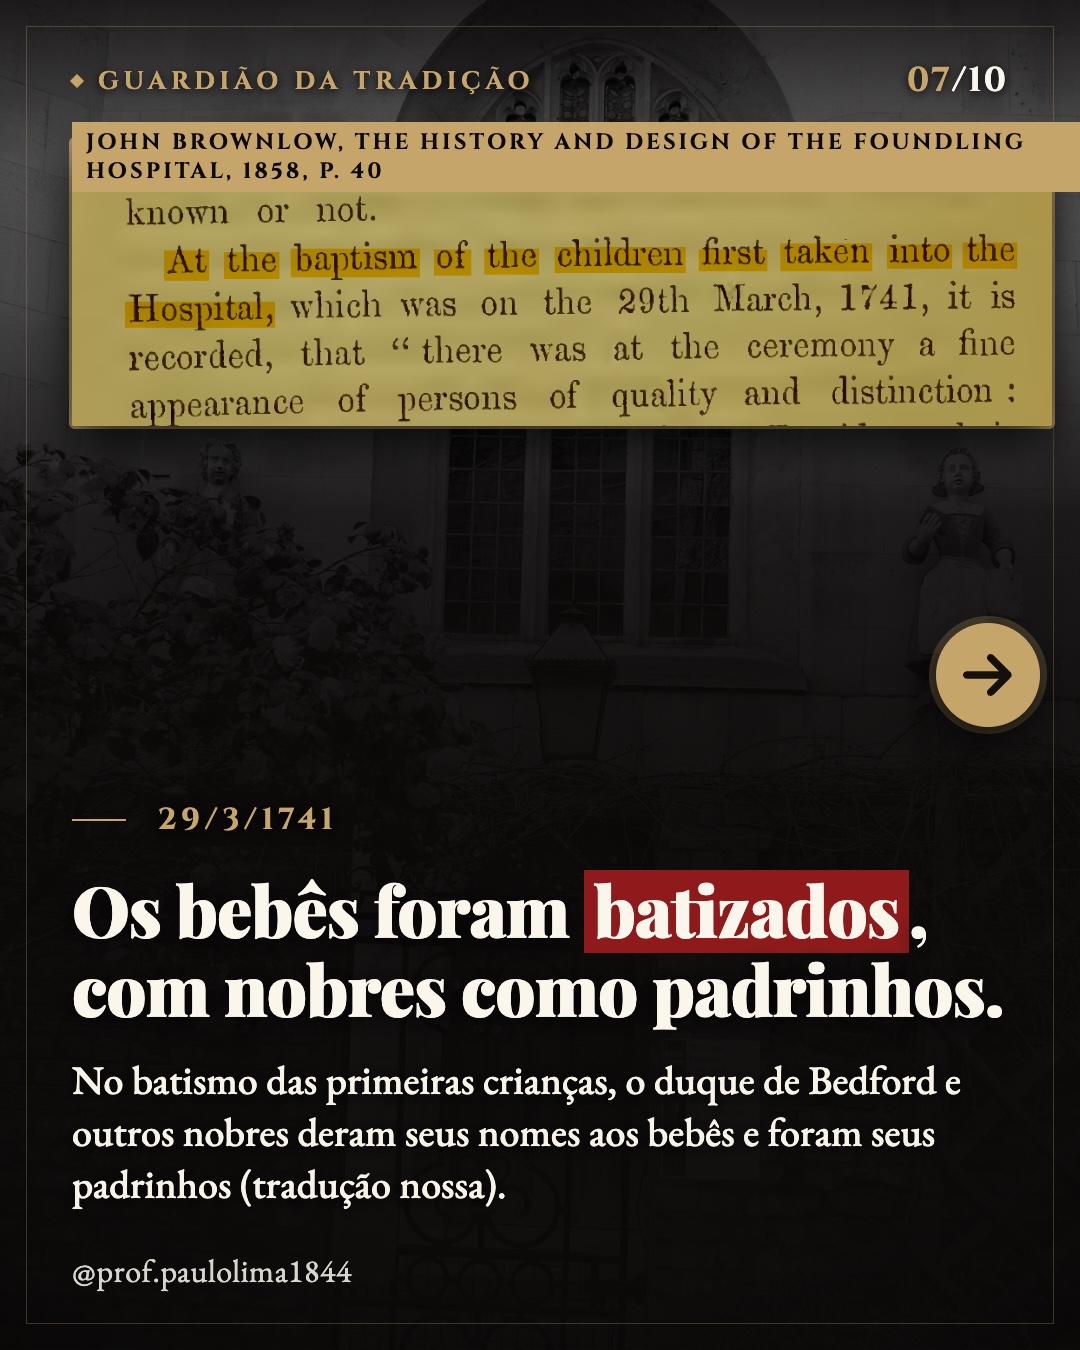 GUARDIÃO DA TRADIÇÃO
07/10
JOHN BROWNLOW, THE HISTORY AND DESIGN OF THE FOUNDLING
HOSPITAL, 1858, P. 40
known or not.
At the baptism of the children first taken into the
Hospital, which was on the 29th March, 1741, it is
recorded, that “ there was at the ceremony a fine
appearance of persons of quality and distinction :
29/3/1741
Os bebês foram batizados,
com nobres como padrinhos.
No batismo das primeiras crianças, o duque de Bedford e
outros nobres deram seus nomes aos bebês e foram seus
padrinhos (tradução nossa).
@prof.paulolima1844